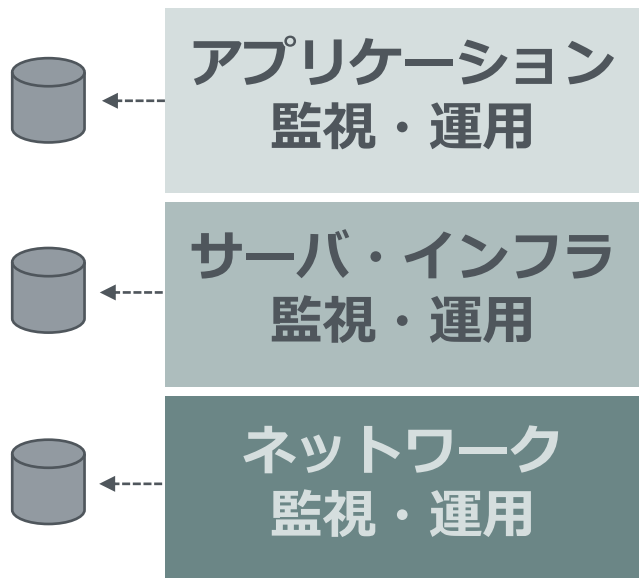 アプリケーション
監視・運用
サーバ・インフラ
監視・運用
ネットワーク
監視・運用